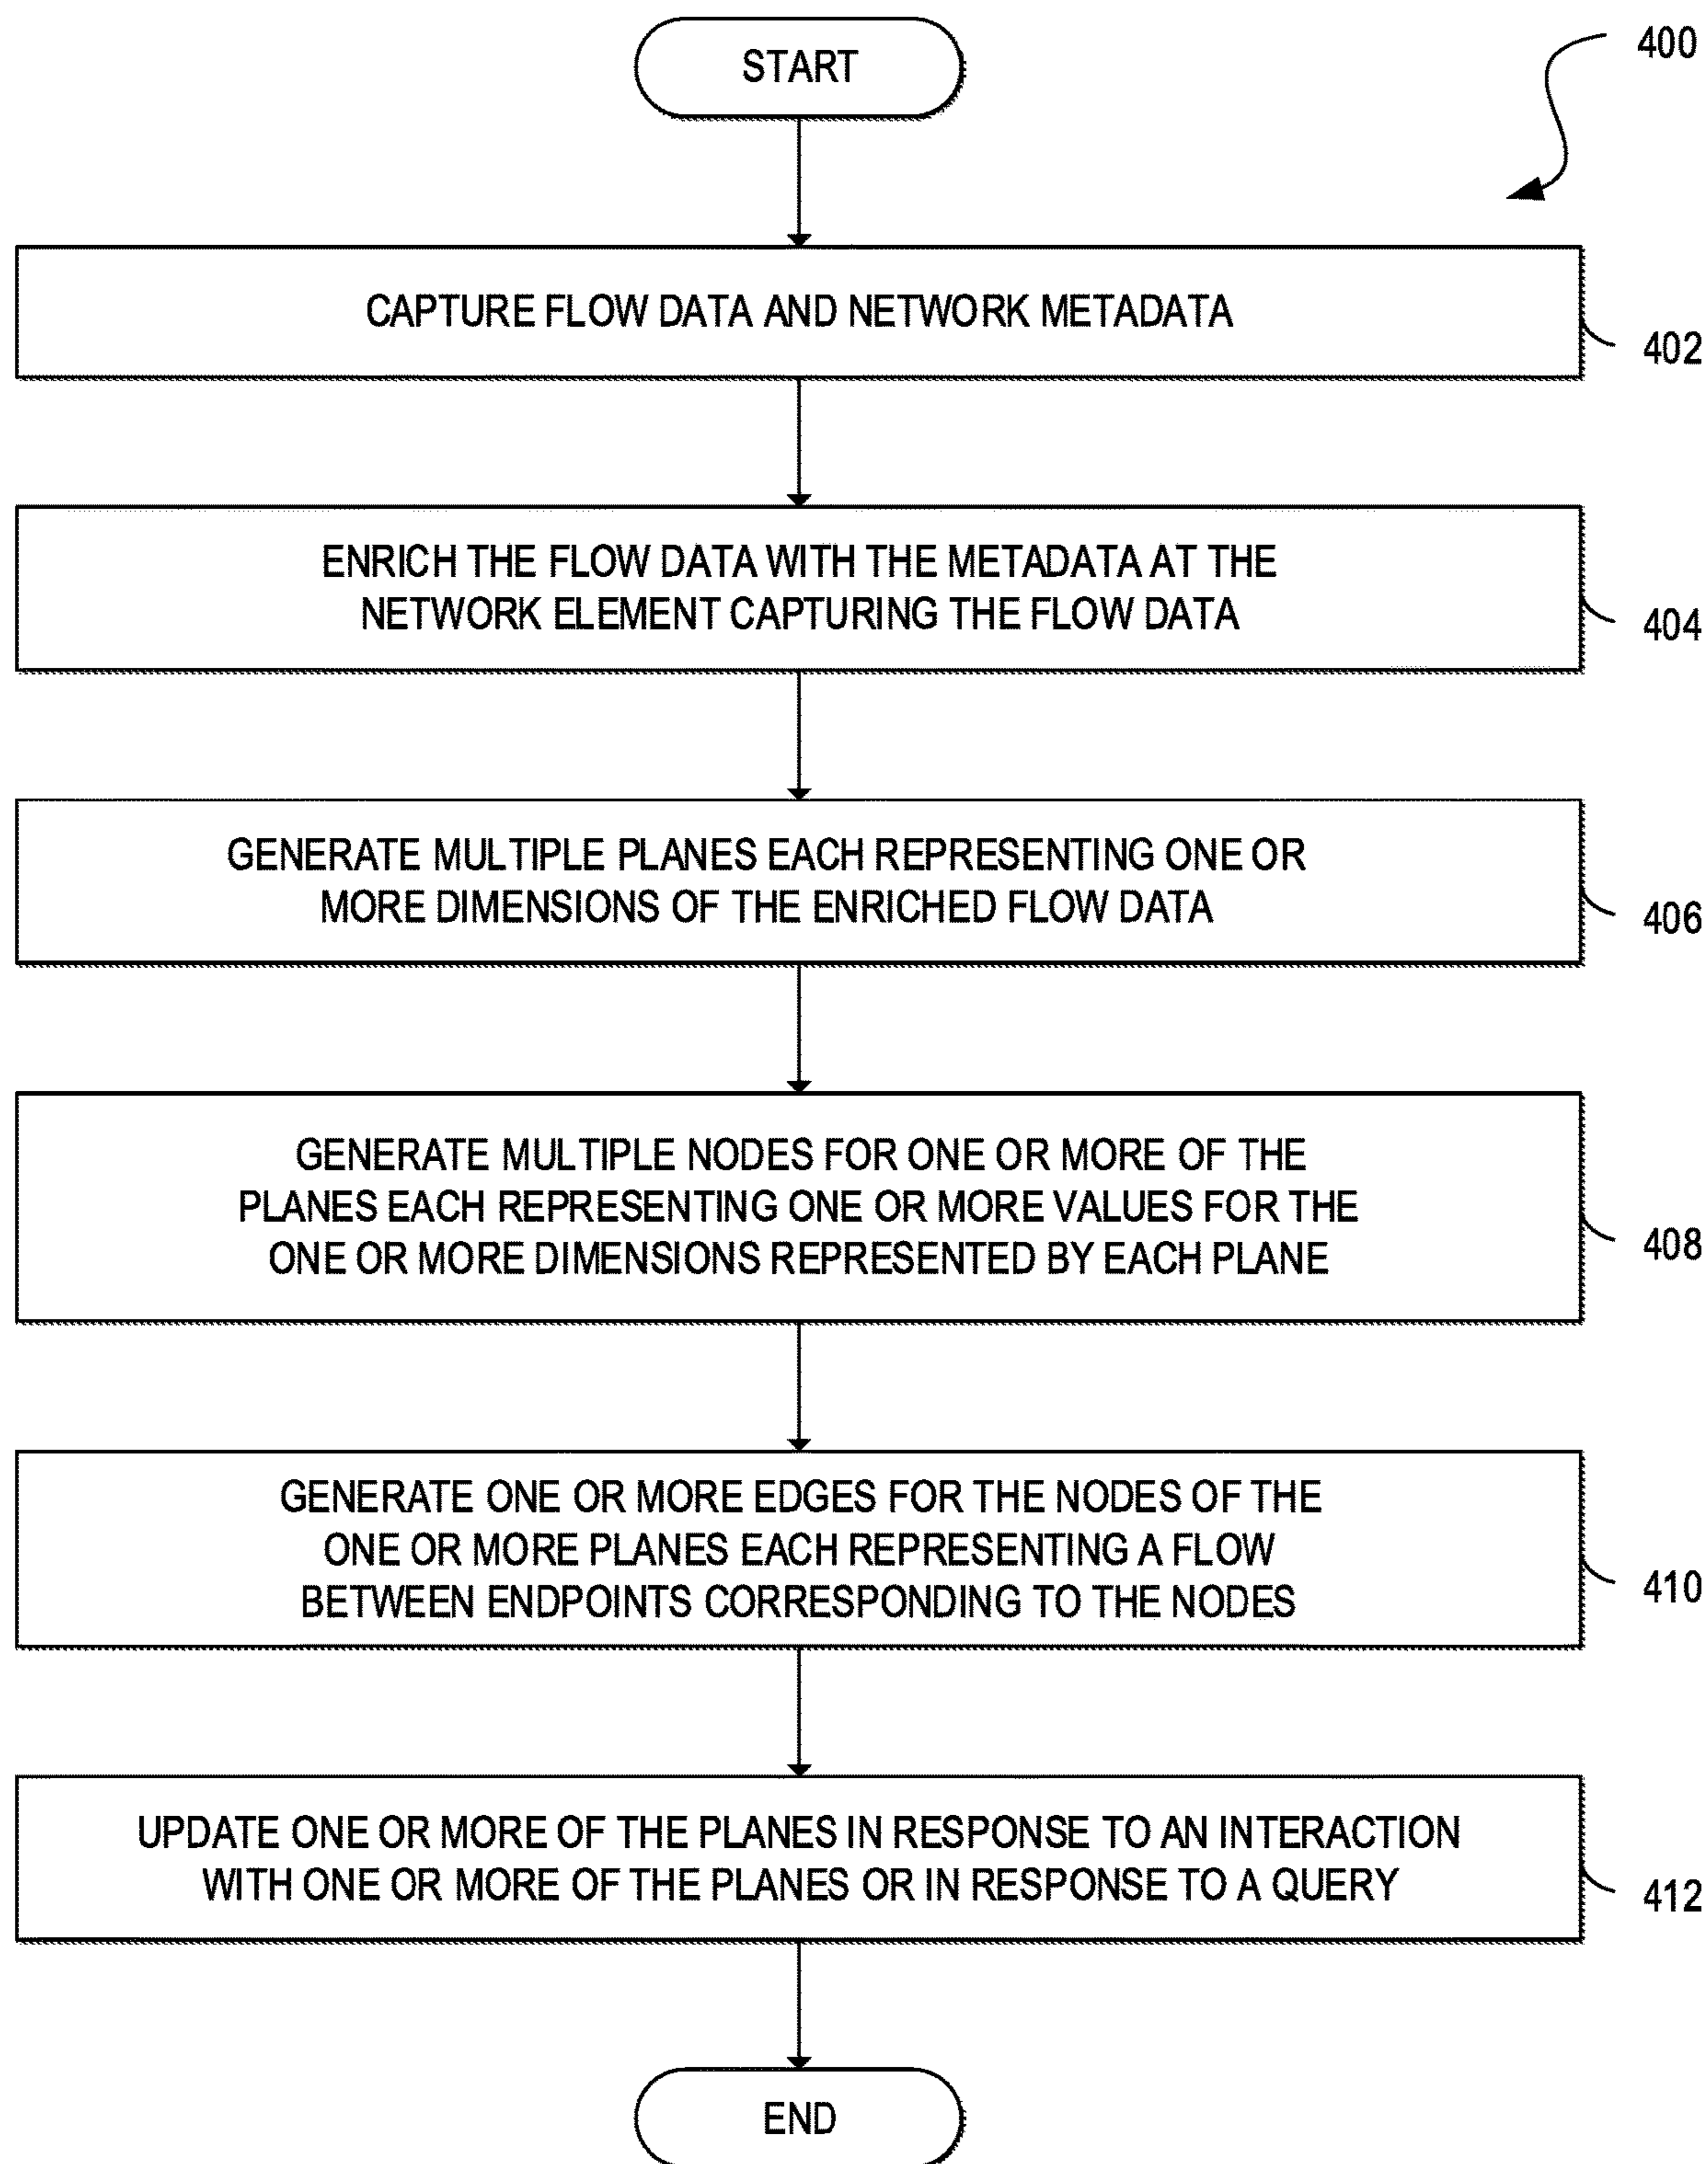 START
400
CAPTURE FLOW DATA AND NETWORK METADATA
402
ENRICH THE FLOW DATA WITH THE METADATA AT THE
NETWORK ELEMENT CAPTURING THE FLOW DATA
404
GENERATE MULTIPLE PLANES EACH REPRESENTING ONE OR
MORE DIMENSIONS OF THE ENRICHED FLOW DATA
406
GENERATE MULTIPLE NODES FOR ONE OR MORE OF THE
PLANES EACH REPRESENTING ONE OR MORE VALUES FOR THE
ONE OR MORE DIMENSIONS REPRESENTED BY EACH PLANE
408
GENERATE ONE OR MORE EDGES FOR THE NODES OF THE
ONE OR MORE PLANES EACH REPRESENTING A FLOW
BETWEEN ENDPOINTS CORRESPONDING TO THE NODES
410
UPDATE ONE OR MORE OF THE PLANES IN RESPONSE TO AN INTERACTION
WITH ONE OR MORE OF THE PLANES OR IN RESPONSE TO A QUERY
412
END